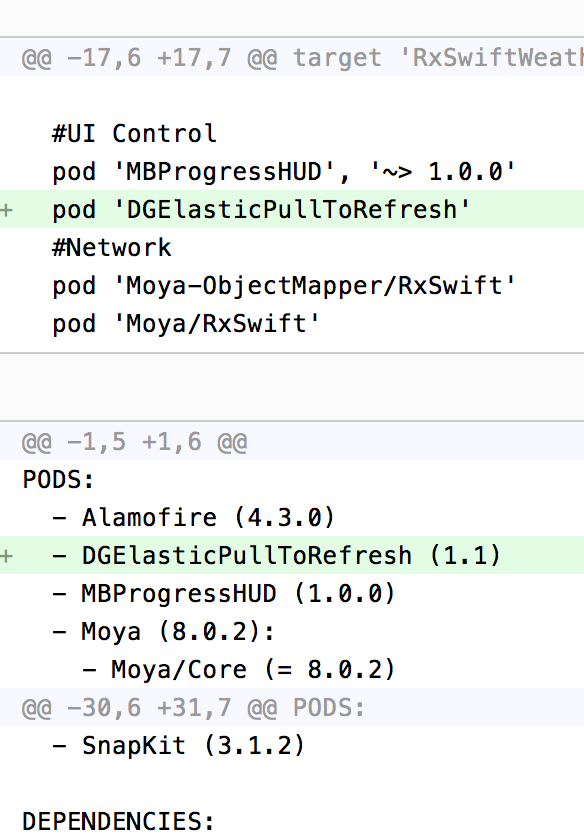 @@ -17,6 +17,7 @@ target 'RxSwiftWeath
#UI Control
pod 'MBProgressHUD', '~> 1.0.0'
+ pod 'DGElasticPullToRefresh'
#Network
pod 'Moya-ObjectMapper/RxSwift'
pod 'Moya/RxSwift'
@@ -1,5 +1,6 @@
PODS:
- Alamofire (4.3.0)
+ - DGElasticPullToRefresh (1.1)
- MBProgressHUD (1.0.0)
- Moya (8.0.2):
- Moya/Core (= 8.0.2)
@@ -30,6 +31,7 @@ PODS:
- SnapKit (3.1.2)
DEPENDENCIES: